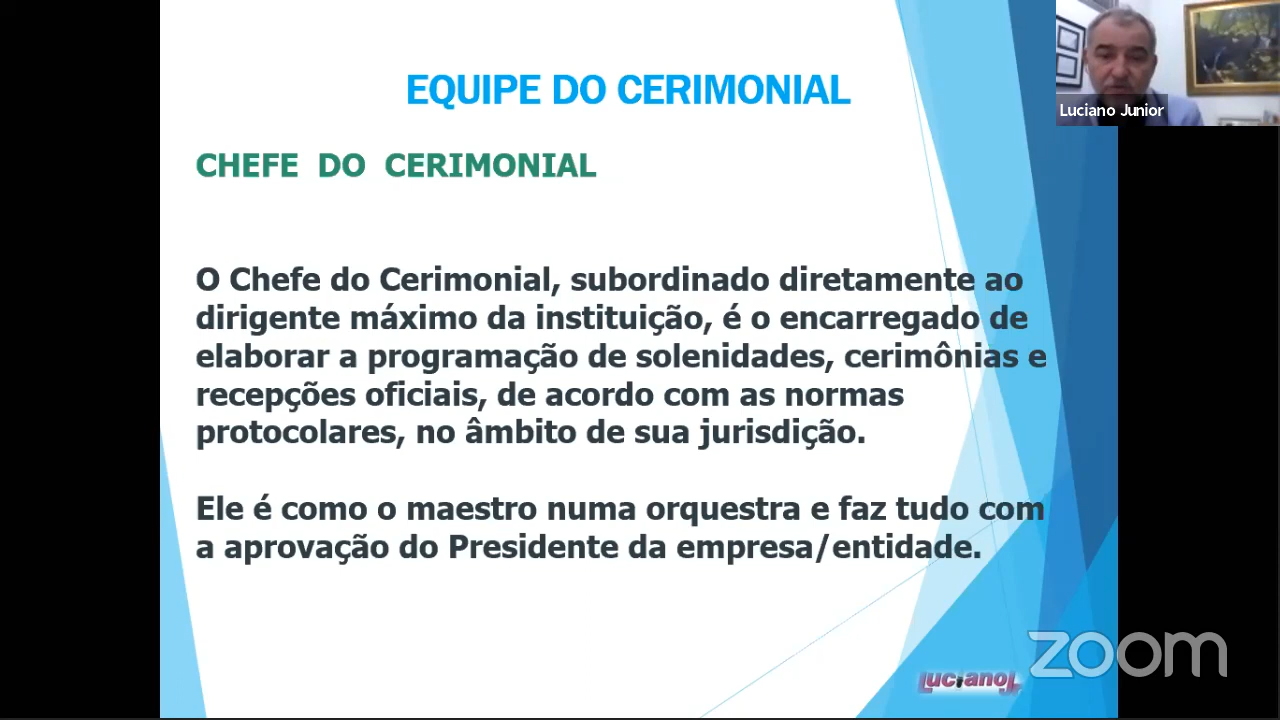 EQUIPE DO CERIMONIAL
Luciano Junior
CHEFE DO CERIMONIAL
O Chefe do Cerimonial, subordinado diretamente ao
dirigente máximo da instituição, é o encarregado de
elaborar a programação de solenidades, cerimônias e
recepções oficiais, de acordo com as normas
protocolares, no âmbito de sua jurisdição.
Ele é como o maestro numa orquestra e faz tudo com
a aprovação do Presidente da empresa/entidade.
zoom
LucianoJr